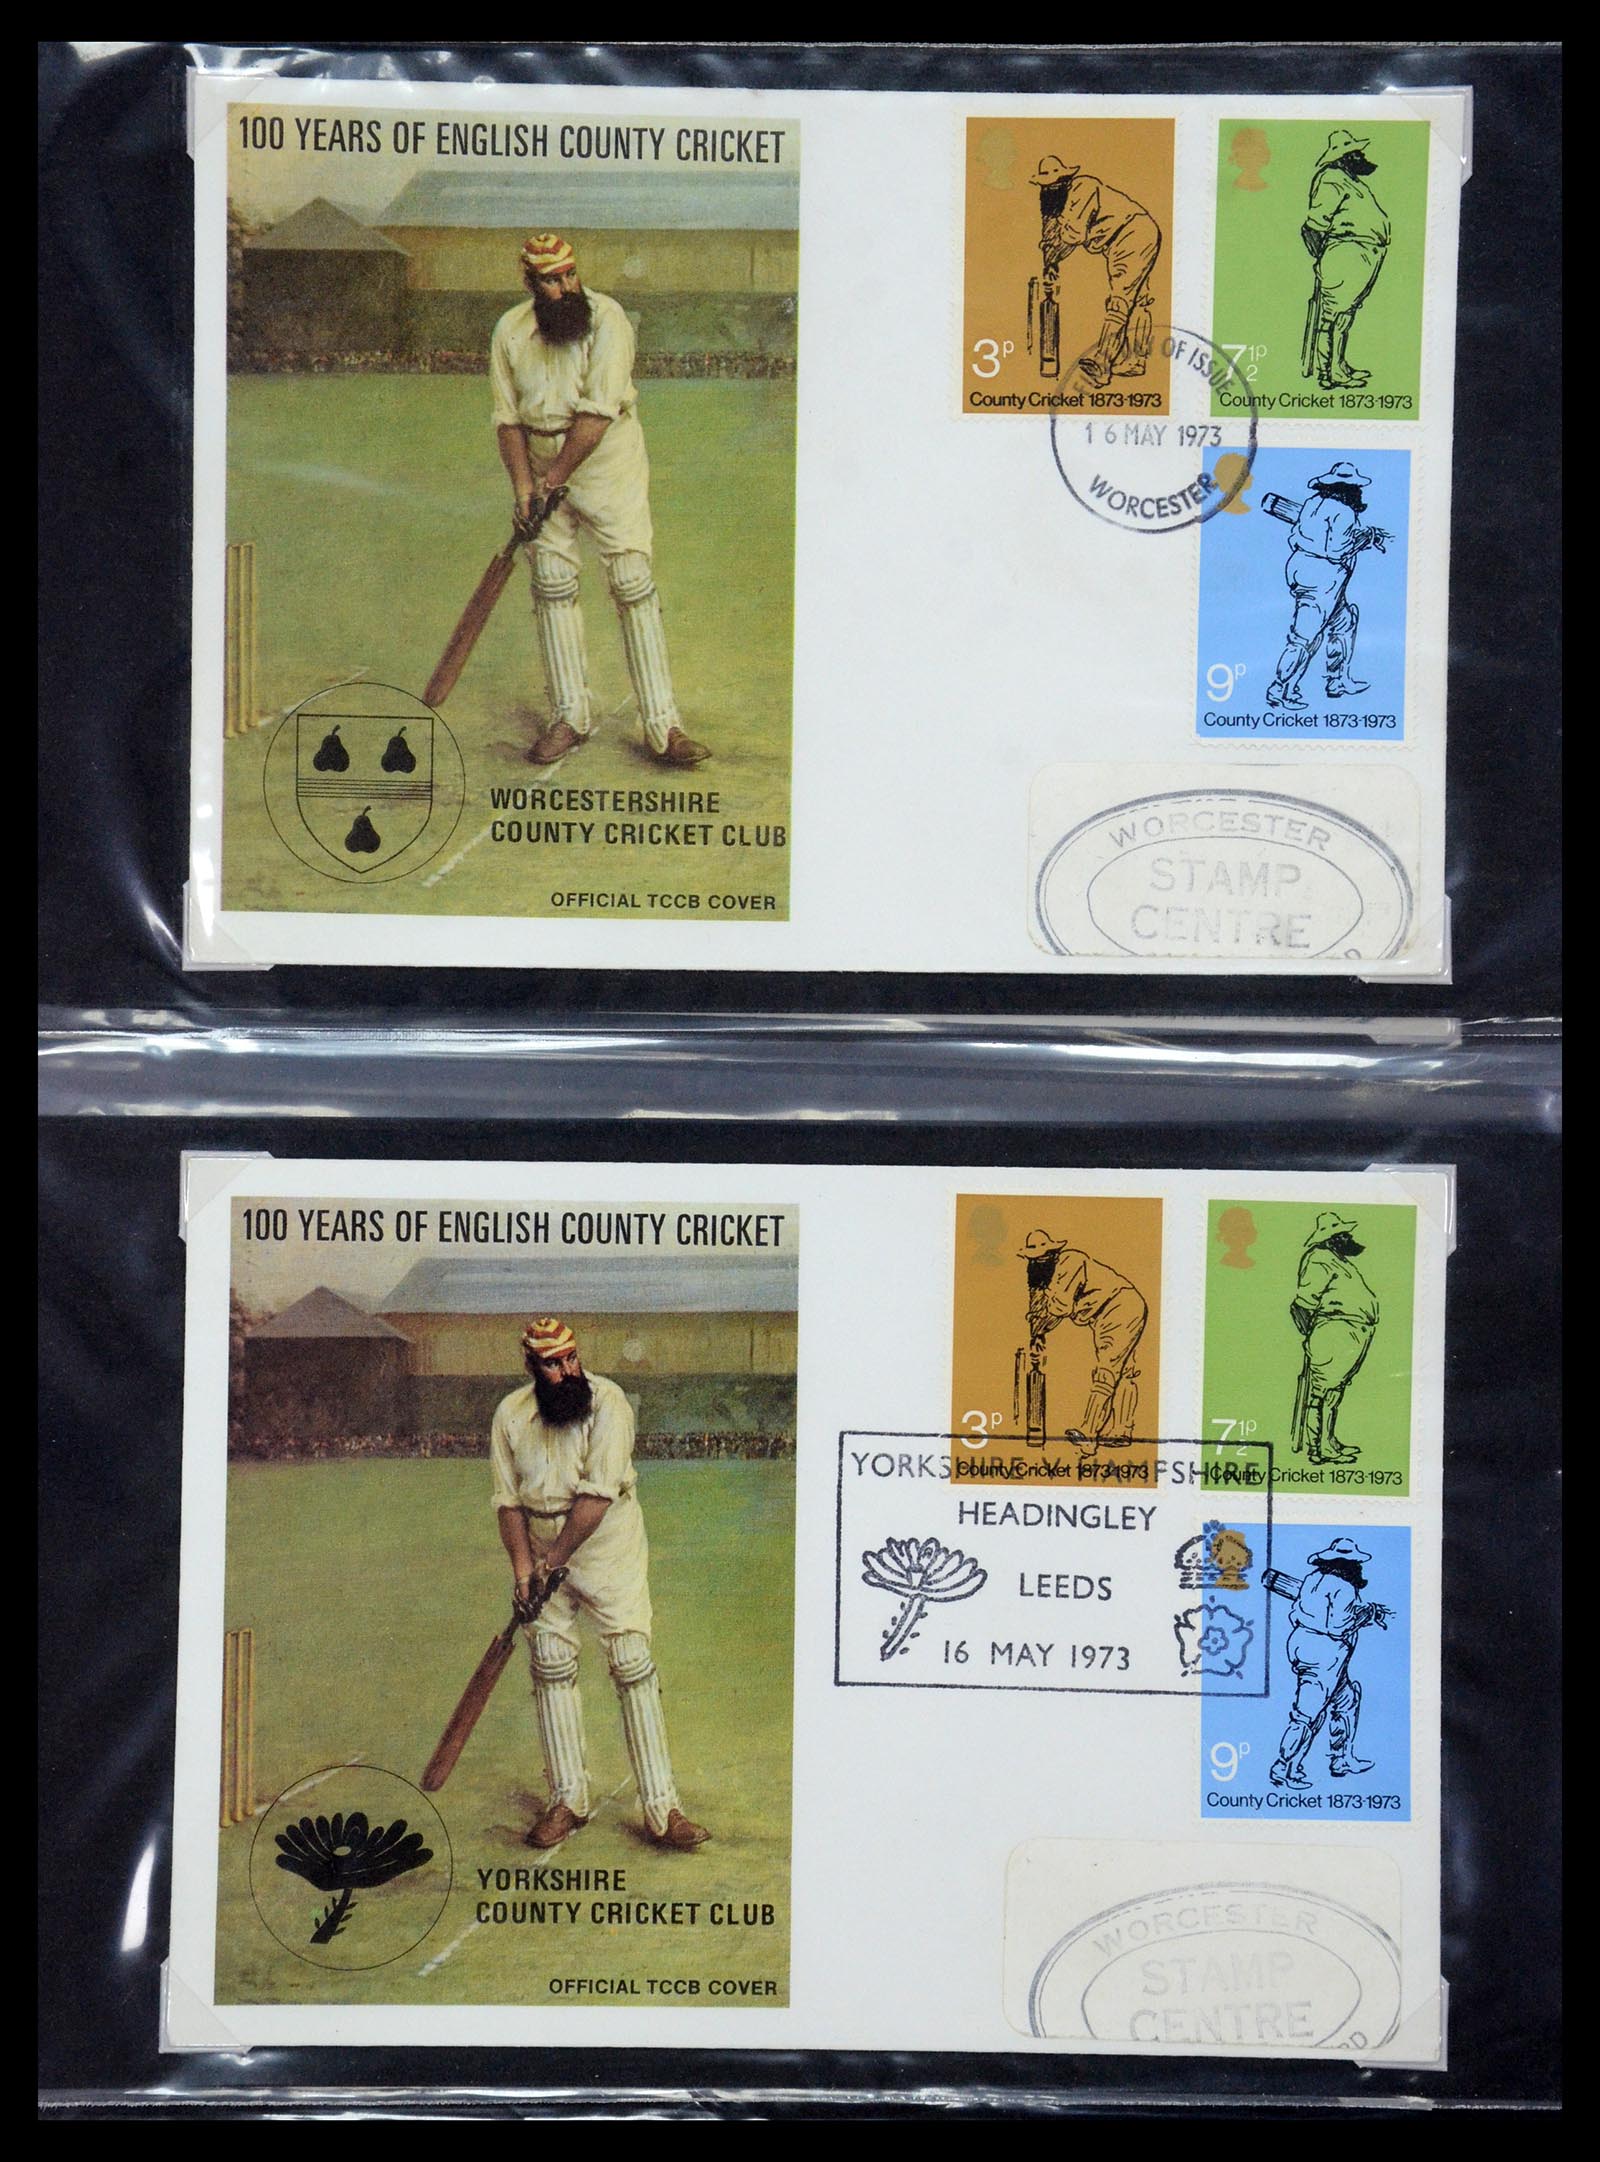 100 YEARS OF ENGLISH COUNTY CRICKET
WORCESTERSHIRE
COUNTY CRICKET CLUB
OFFICIAL TCCB COVER
3P
County Cricket 1873-1973
7½P
County Cricket 1873-1973
OF ISSUE
16 MAY 1973
WORCESTER
9P
County Cricket 1873-1973
WORCESTER
STAMP
CENTRE
100 YEARS OF ENGLISH COUNTY CRICKET
YORKSHIRE
COUNTY CRICKET CLUB
OFFICIAL TCCB COVER
3P
County Cricket 1873-1973
7½P
County Cricket 1873-1973
YORKSHIRE V HAMPSHIRE
HEADINGLEY
LEEDS
16 MAY 1973
9P
County Cricket 1873-1973
WORCESTER
STAMP
CENTRE